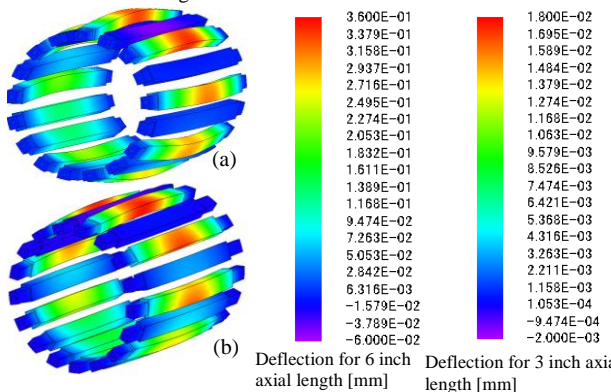 3.600E-01
3.379E-01
3.158E-01
2.937E-01
2.716E-01
2.495E-01
2.274E-01
2.053E-01
1.832E-01
1.611E-01
1.389E-01
1.168E-01
9.474E-02
7.263E-02
5.053E-02
2.842E-02
6.316E-03
-1.579E-02
-3.789E-02
-6.000E-02
1.800E-02
1.695E-02
1.589E-02
1.484E-02
1.379E-02
1.274E-02
1.168E-02
1.063E-02
9.579E-03
8.526E-03
7.474E-03
6.421E-03
5.368E-03
4.316E-03
3.263E-03
2.211E-03
1.158E-03
1.053E-04
-9.474E-04
-2.000E-03
(a)
(b)
Deflection for 6 inch
axial length [mm]
Deflection for 3 inch axia
length [mm]